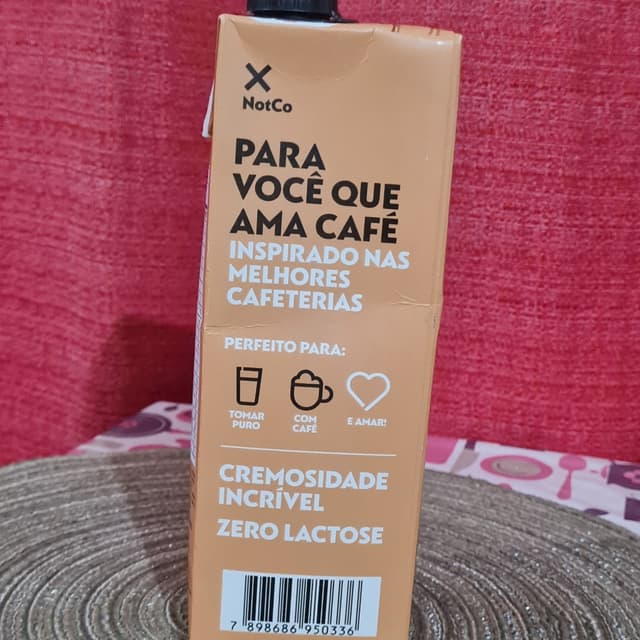 NotCo
PARA
VOCÊ QUE
AMA CAFÉ
INSPIRADO NAS
MELHORES
CAFETERIAS
PERFEITO PARA:
TOMAR
PURO
COM
CAFÉ
E AMAR!
CREMOSIDADE
INCRÍVEL
ZERO LACTOSE
7 898686 950336